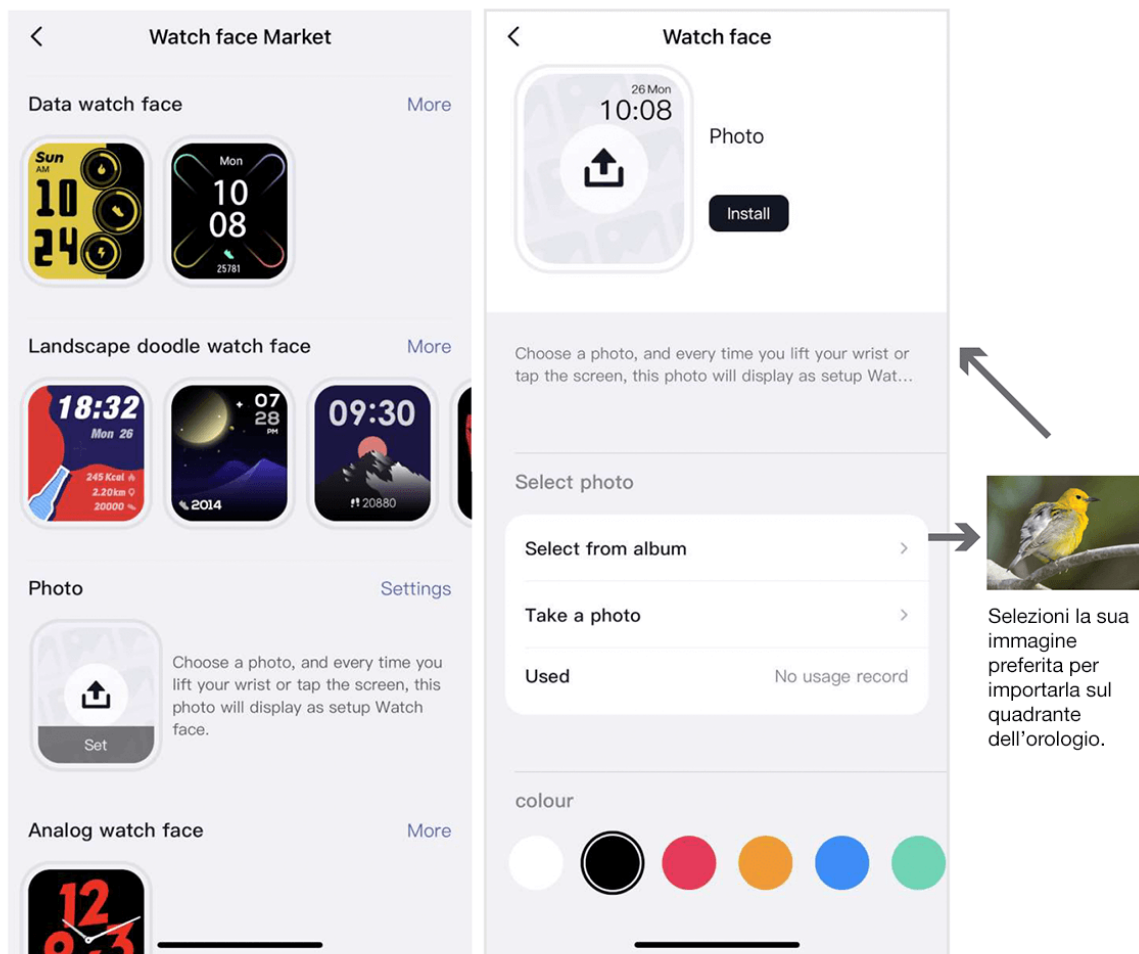 Watch face Market
Data watch face
More
Sun
AM
10
24
Mon
10
08
25781
Landscape doodle watch face
More
18:32
Mon 26
245 Kcal
2.20km
20000
07
28
PM
2014
09:30
20880
Photo
Settings
Set
Choose a photo, and every time you
lift your wrist or tap the screen, this
photo will display as setup Watch
face.
Analog watch face
More
12
9
3
Watch face
26 Mon
10:08
Photo
Install
Choose a photo, and every time you lift your wrist or
tap the screen, this photo will display as setup Wat...
Select photo
Select from album
Take a photo
Used
No usage record
colour
Selezioni la sua
immagine
preferita per
importarla sul
quadrante
dell'orologio.